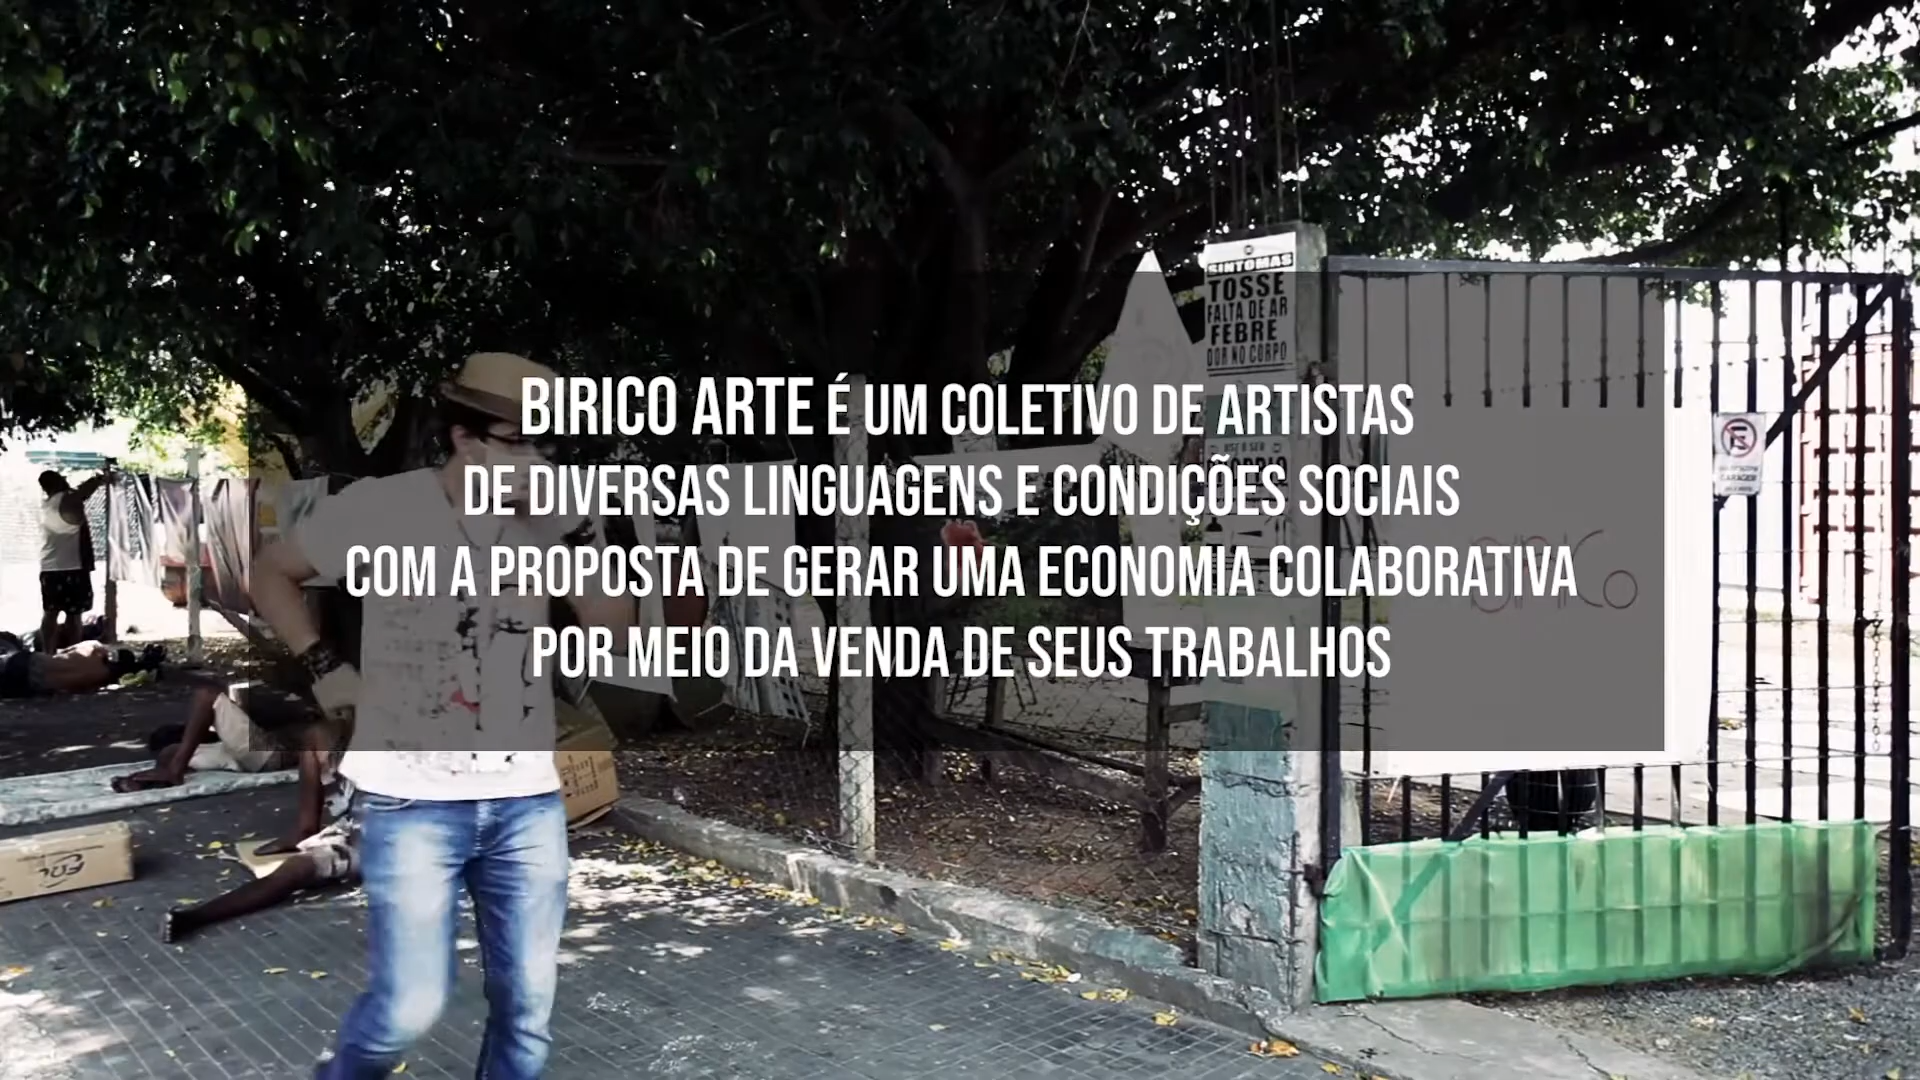 SINTOMAS
TOSSE
FALTA DE AR
FEBRE
DOR NO CORPO
BIRICO ARTE É UM COLETIVO DE ARTISTAS
DE DIVERSAS LINGUAGENS E CONDIÇÕES SOCIAIS
COM A PROPOSTA DE GERAR UMA ECONOMIA COLABORATIVA
POR MEIO DA VENDA DE SEUS TRABALHOS
BIRICO